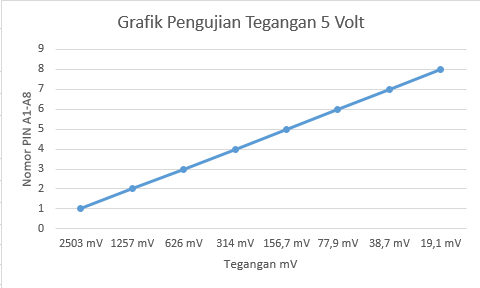 Grafik Pengujian Tegangan 5 Volt
Nomor PIN A1-A8
9
8
7
6
5
4
3
2
1
0
2503 mV 1257 mV 626 mV 314 mV 156,7 mV 77,9 mV 38,7 mV 19,1 mV
Tegangan mV